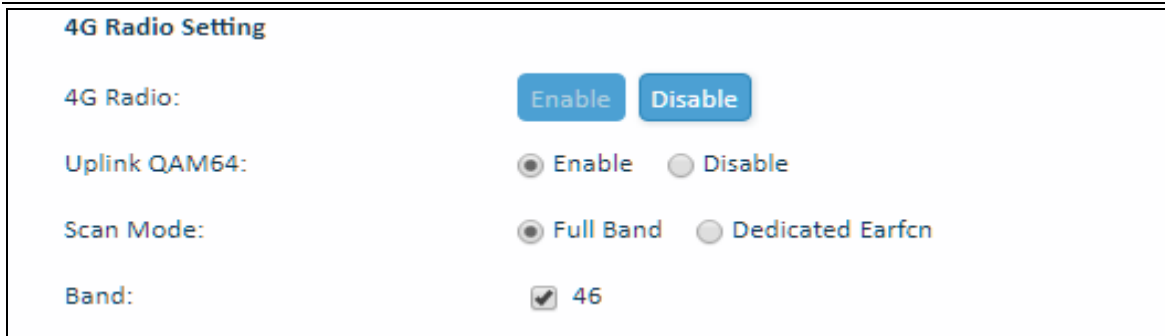 4G Radio Setting
4G Radio: Enable Disable
Uplink QAM64: Enable Disable
Scan Mode: Full Band Dedicated Earfcn
Band: 46